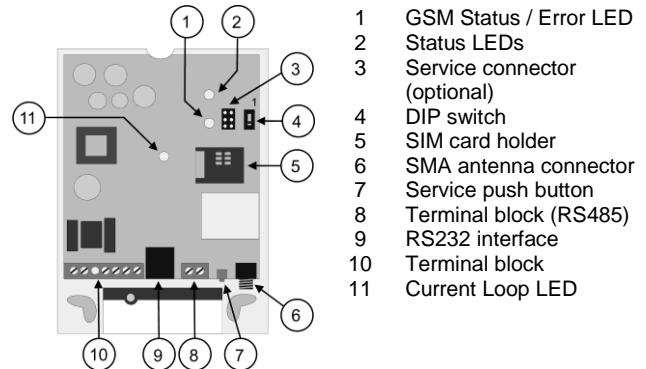 1 GSM Status / Error LED
2 Status LEDs
3 Service connector
(optional)
4 DIP switch
5 SIM card holder
6 SMA antenna connector
7 Service push button
8 Terminal block (RS485)
9 RS232 interface
10 Terminal block
11 Current Loop LED
1
2
3
1
4
11
5
6
10
9
8
7